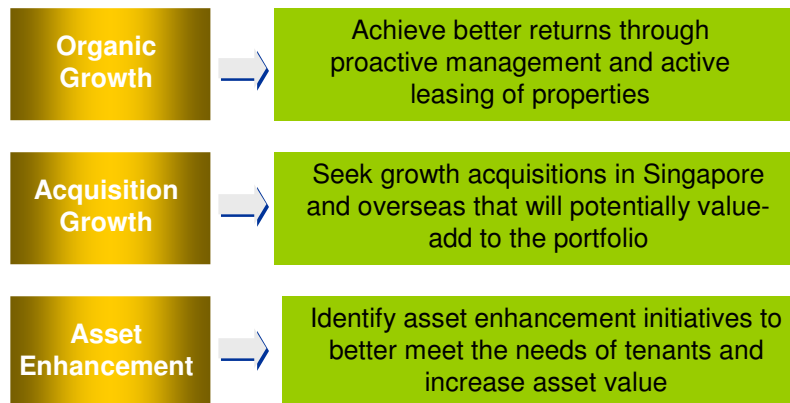 Organic
Growth
Achieve better returns through
proactive management and active
leasing of properties
Acquisition
Growth
Seek growth acquisitions in Singapore
and overseas that will potentially value-
add to the portfolio
Asset
Enhancement
Identify asset enhancement initiatives to
better meet the needs of tenants and
increase asset value